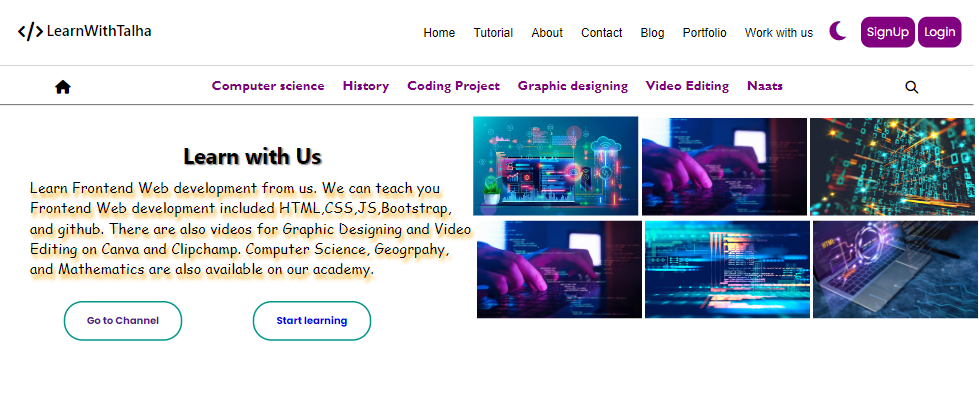 </> LearnWithTalha
Home Tutorial About Contact Blog Portfolio Work with us SignUp Login
Computer science History Coding Project Graphic designing Video Editing Naats
Learn with Us
Learn Frontend Web development from us. We can teach you
Frontend Web development included HTML,CSS,JS,Bootstrap,
and github. There are also videos for Graphic Designing and Video
Editing on Canva and Clipchamp. Computer Science, Geogrpahy,
and Mathematics are also available on our academy.
Go to Channel Start learning